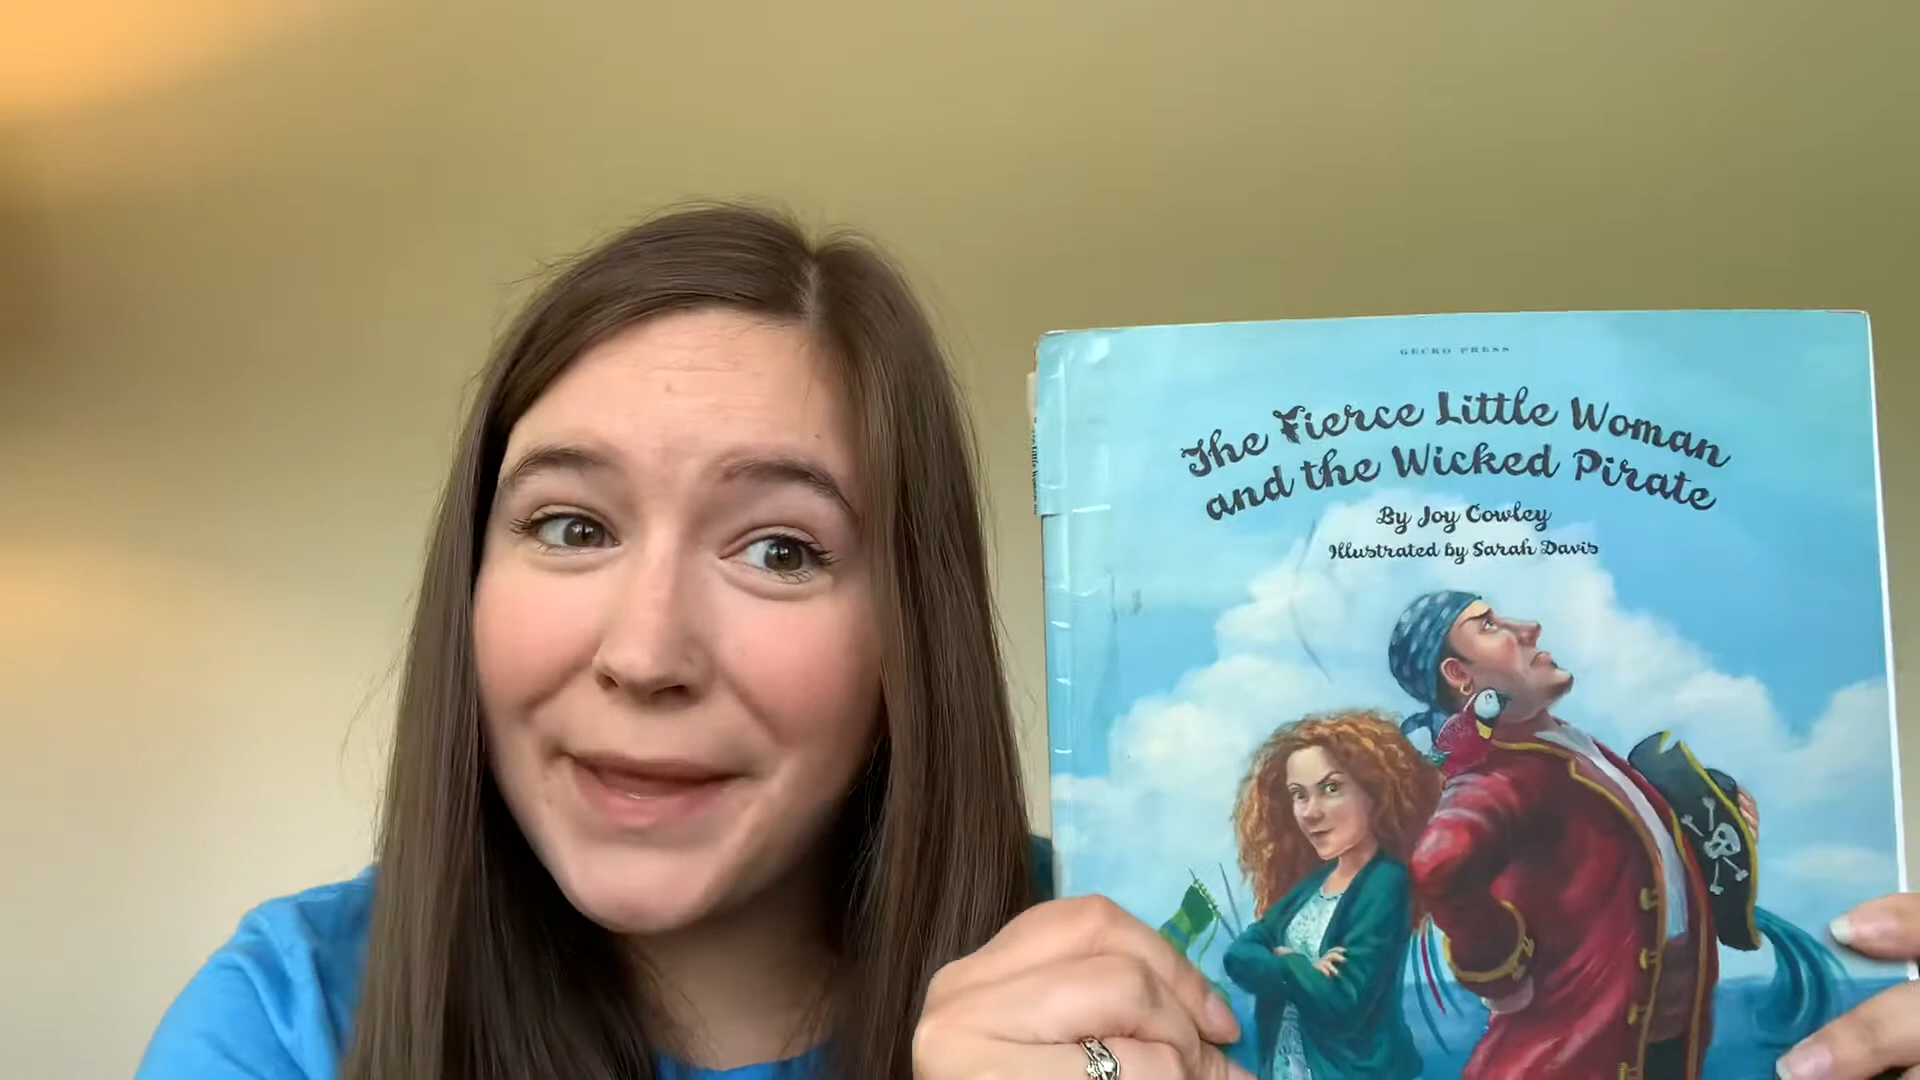 GECKO PRESS
The Fierce Little Woman
and the Wicked Pirate
By Joy Cowley
Illustrated by Sarah Davis